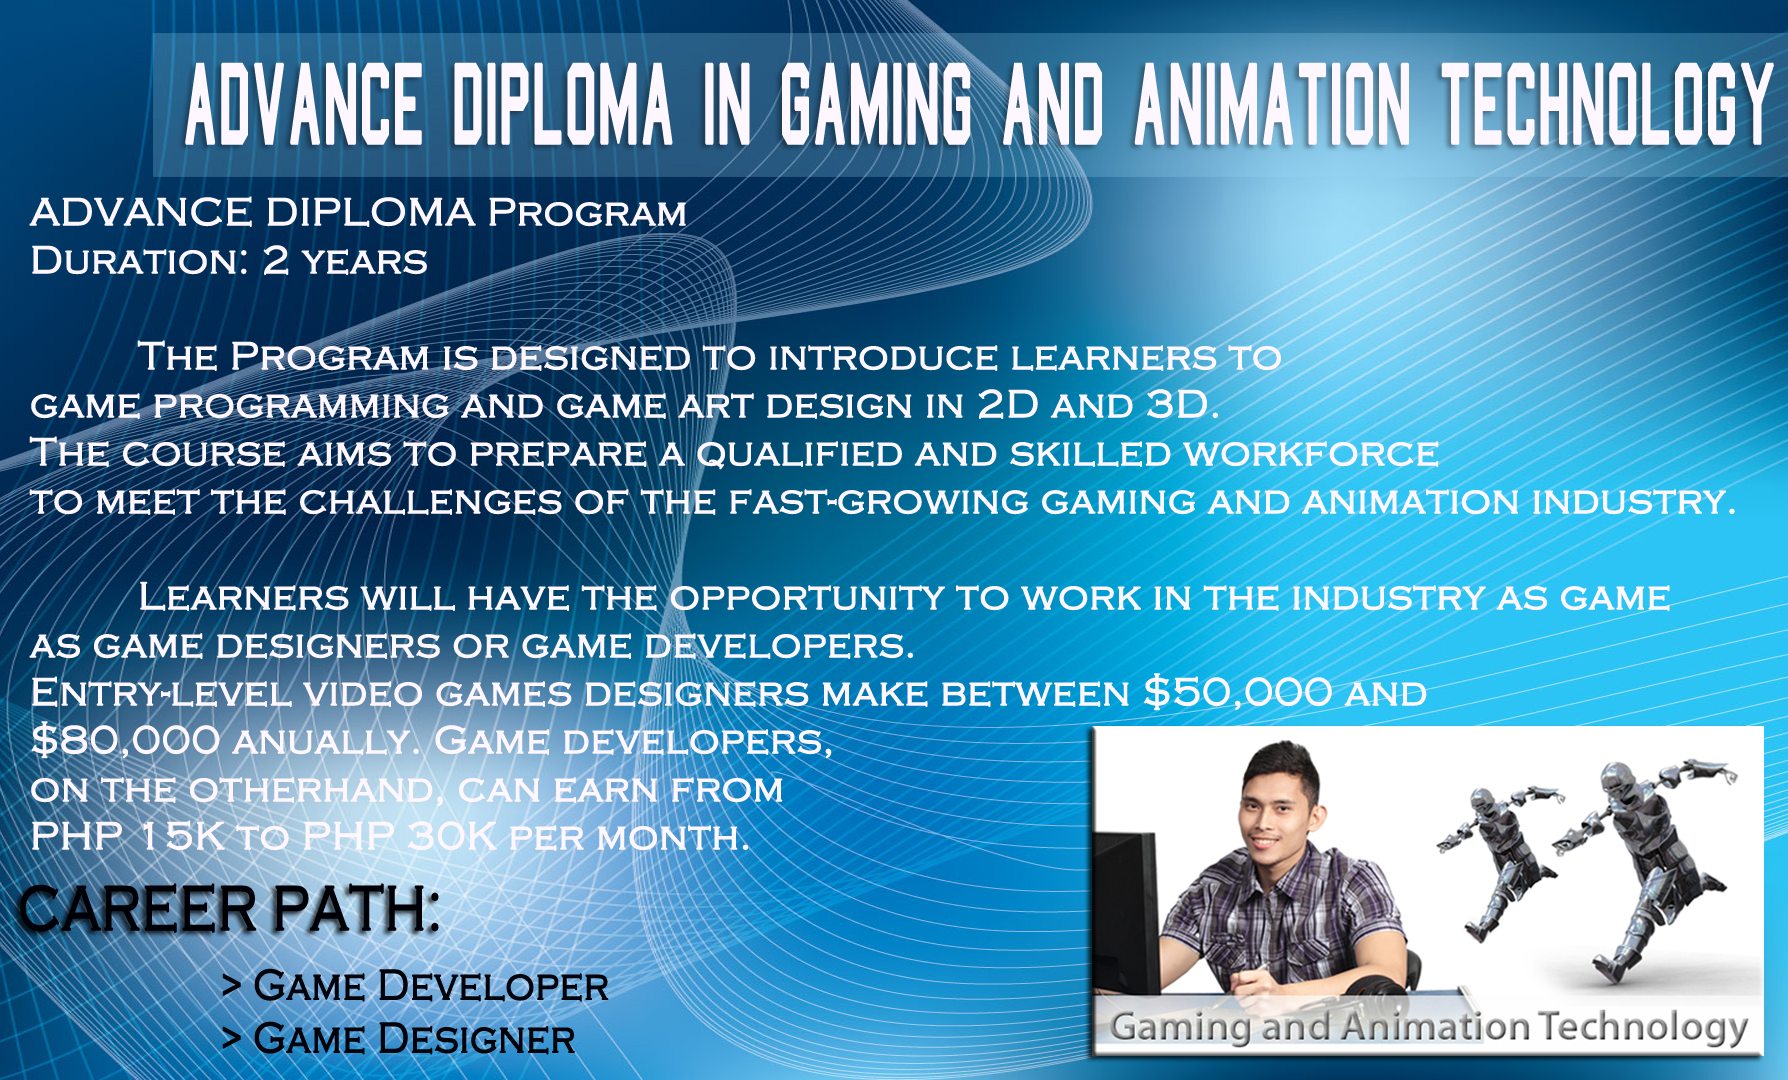 ADVANCE DIPLOMA IN GAMING AND ANIMATION TECHNOLOGY
ADVANCE DIPLOMA PROGRAM
DURATION: 2 YEARS
THE PROGRAM IS DESIGNED TO INTRODUCE LEARNERS TO
GAME PROGRAMMING AND GAME ART DESIGN IN 2D AND 3D.
THE COURSE AIMS TO PREPARE A QUALIFIED AND SKILLED WORKFORCE
TO MEET THE CHALLENGES OF THE FAST-GROWING GAMING AND ANIMATION INDUSTRY.
LEARNERS WILL HAVE THE OPPORTUNITY TO WORK IN THE INDUSTRY AS GAME
AS GAME DESIGNERS OR GAME DEVELOPERS.
ENTRY-LEVEL VIDEO GAMES DESIGNERS MAKE BETWEEN $50,000 AND
$80,000 ANUALLY. GAME DEVELOPERS,
ON THE OTHERHAND, CAN EARN FROM
PHP 15K TO PHP 30K PER MONTH.
CAREER PATH:
> GAME DEVELOPER
> GAME DESIGNER
Gaming and Animation Technology